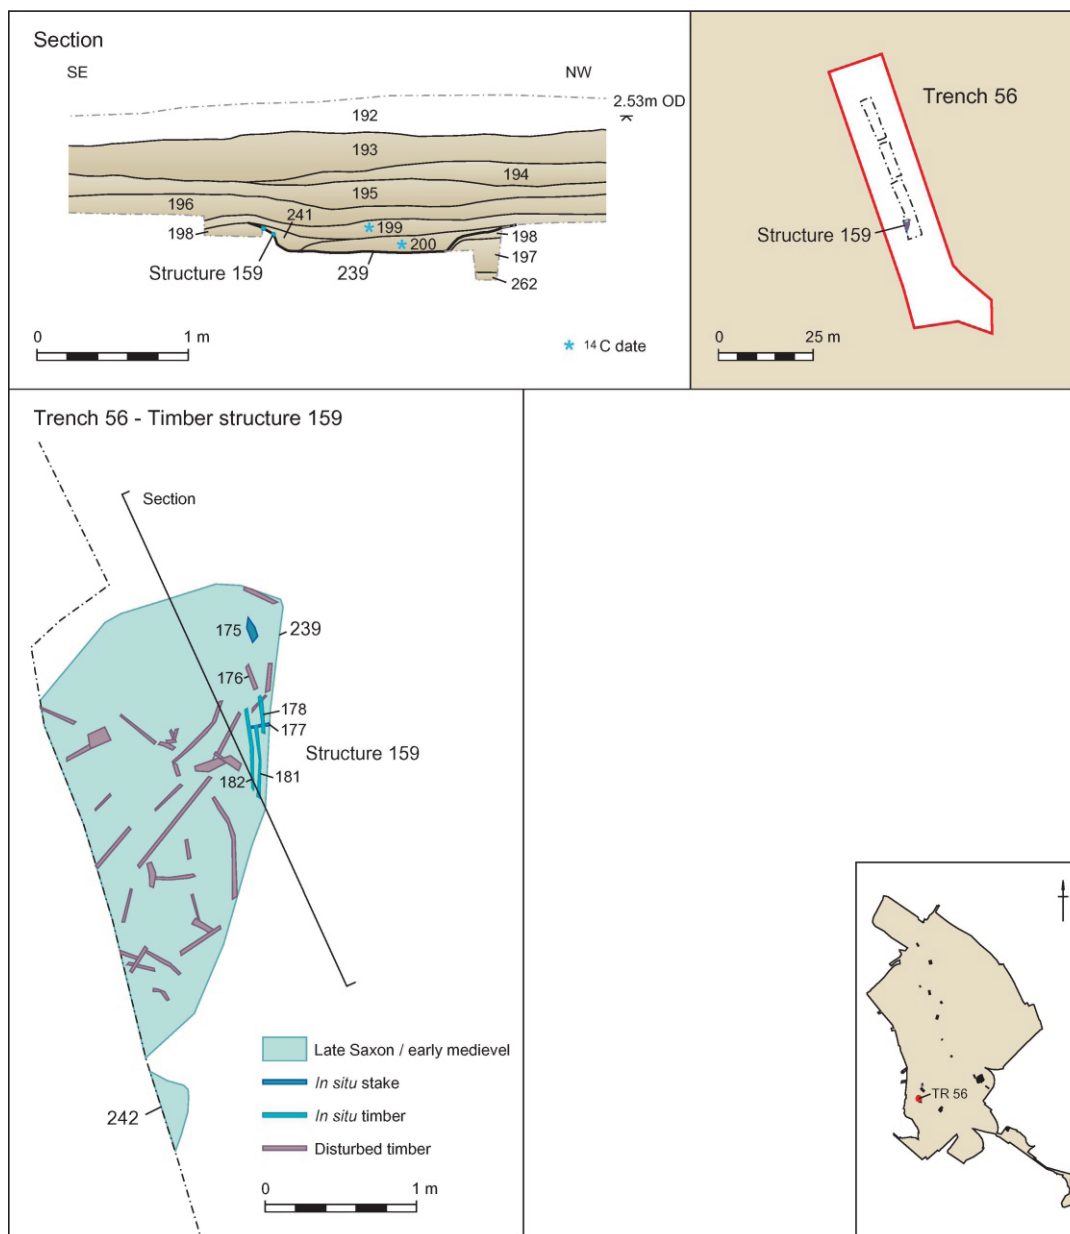 Section
SE
NW
2.53m OD
192
193
194
195
196
241
199
198
200
198
197
Structure 159
239
262
0
1 m
* ¹⁴C date
Trench 56
Structure 159
0
25 m
Trench 56 - Timber structure 159
Section
175
239
176
178
177
Structure 159
182
181
242
Late Saxon / early medievel
In situ stake
In situ timber
Disturbed timber
0
1 m
TR 56